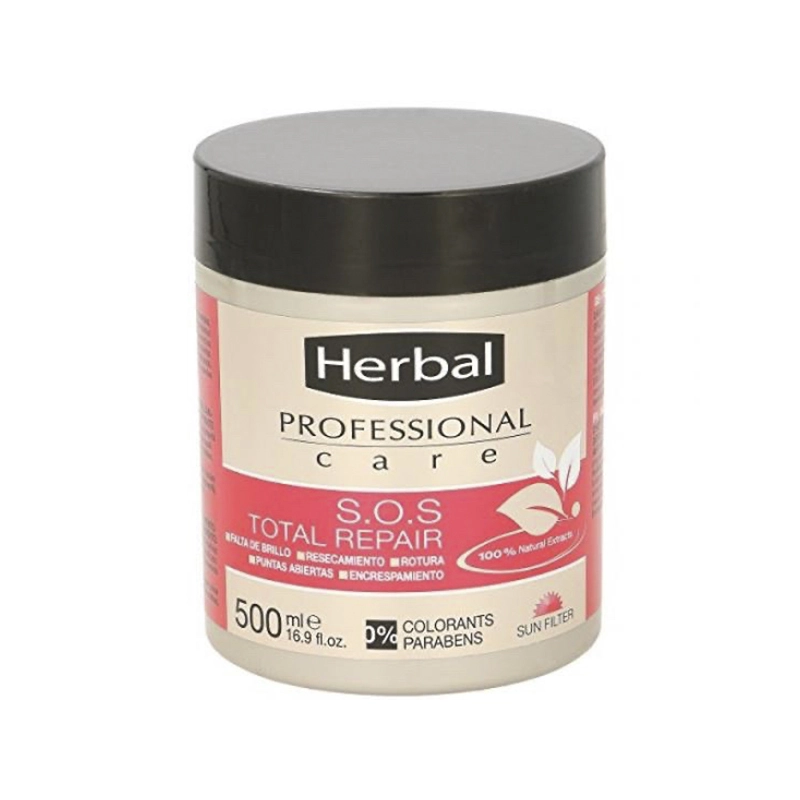 Herbal
PROFESSIONAL
care
S.O.S
TOTAL REPAIR
FALTA DE BRILLO RESECAMIENTO ROTURA
PUNTAS ABIERTAS ENCRESPAMIENTO
100% Natural Extracts
500 ml e
16.9 fl.oz.
0% COLORANTS
PARABENS
SUN FILTER